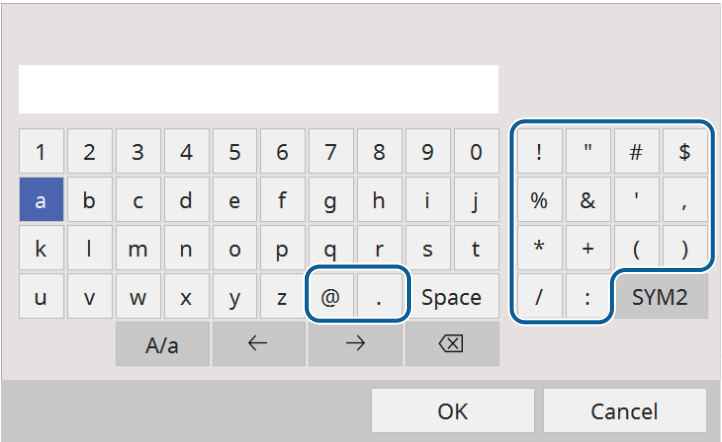 1 2 3 4 5 6 7 8 9 0 ! " # $
a b c d e f g h i j % & ' ,
k l m n o p q r s t * + ( )
u v w x y z @ . Space / : SYM2
A/a ← → ⌫
OK Cancel